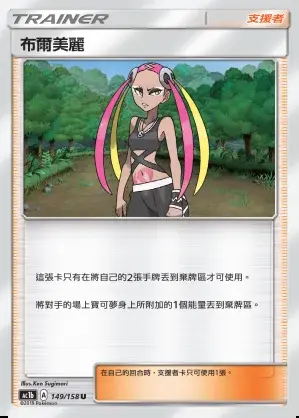 TRAINER
支援者
布爾美麗
這張卡只有在將自己的2張手牌丟到棄牌區才可使用。
將對手的場上寶可夢身上所附加的1個能量丟到棄牌區。
Illus.Ken Sugimori
在自己的回合時，支援者卡只可使用1張。
AC1b A 149/158 U
©2019 Pokémon